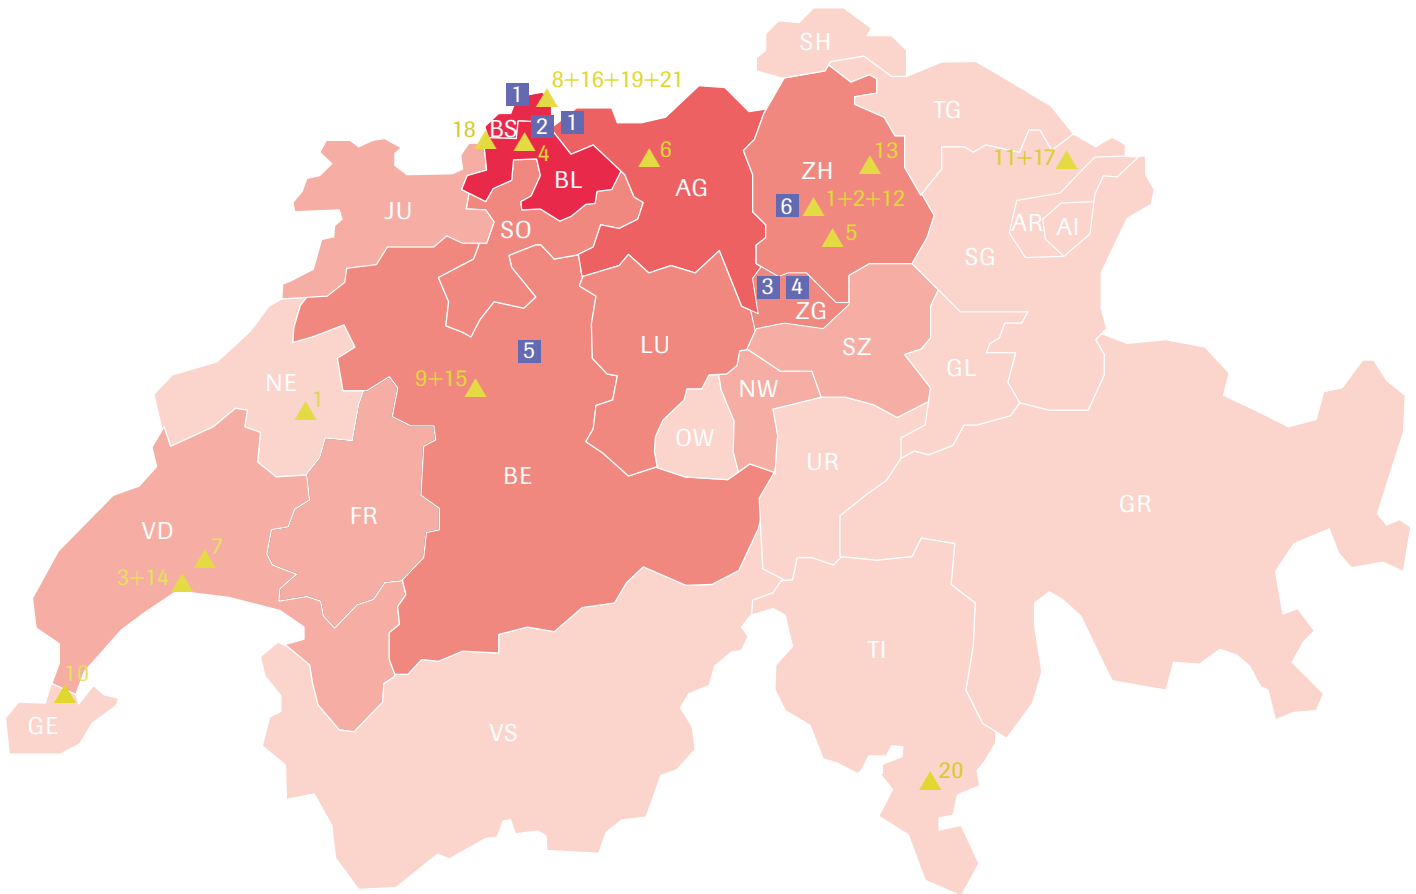 SH
8+16+19+21
1
TG
18
BS
2
1
4
6
13
11+17
ZH
BL
AG
6
1+2+12
JU
SO
5
AR
AI
SG
3
4
ZG
LU
SZ
5
GL
NE
9+15
NW
1
OW
UR
BE
GR
FR
VD
7
3+14
TI
10
GE
VS
20